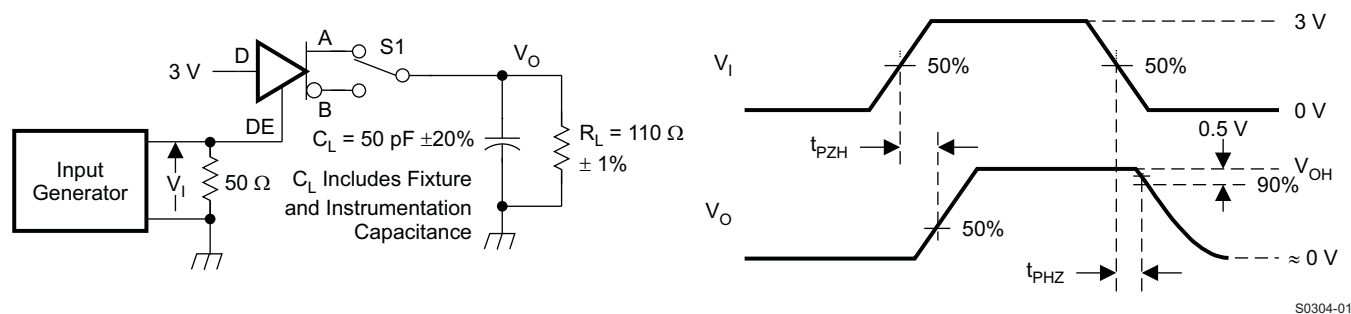 3 V
D
A
S1
B
DE
V_O
Input
Generator
V_I
50 Ω
C_L = 50 pF ±20%
C_L Includes Fixture
and Instrumentation
Capacitance
R_L = 110 Ω
± 1%
V_I
50%
50%
3 V
0 V
t_PZH
0.5 V
V_OH
90%
V_O
50%
≈ 0 V
t_PHZ
S0304-01